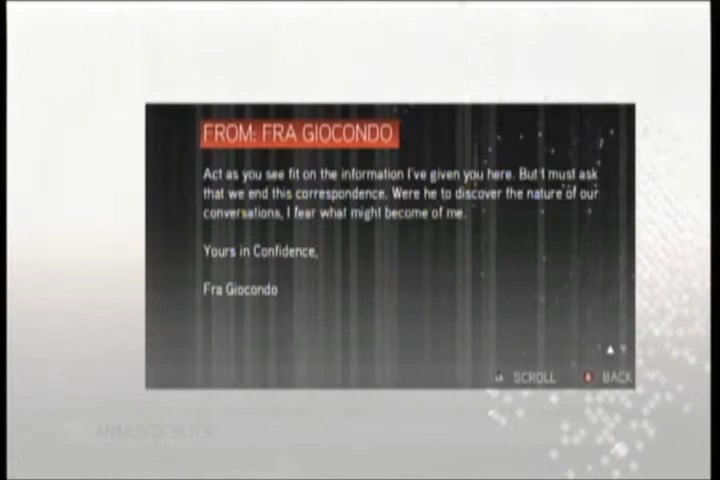 FROM: FRA GIOCONDO
Act as you see fit on the information I've given you here. But I must ask
that we end this correspondence. Were he to discover the nature of our
conversations, I fear what might become of me.
Yours in Confidence,
Fra Giocondo
SCROLL BACK
ANIMUS DESKTOP